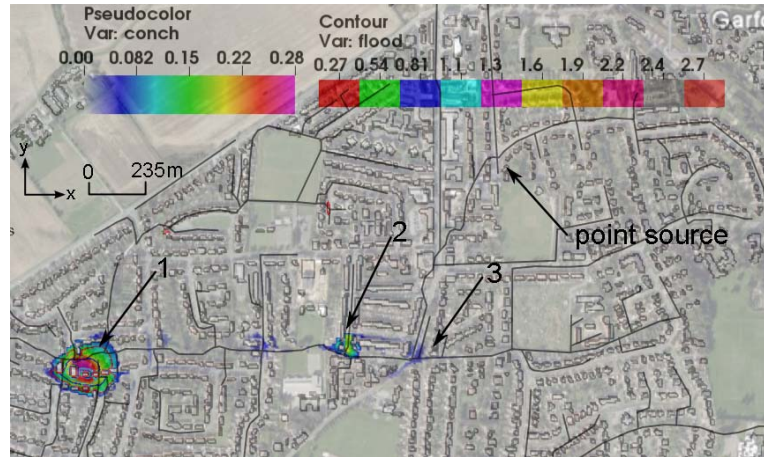 Pseudocolor
Var: conch
0.00 0.082 0.15 0.22 0.28
Contour
Var: flood
0.27 0.54 0.81 1.1 1.3 1.6 1.9 2.2 2.4 2.7
Garfo
y
x
0 235m
point source
1
2
3